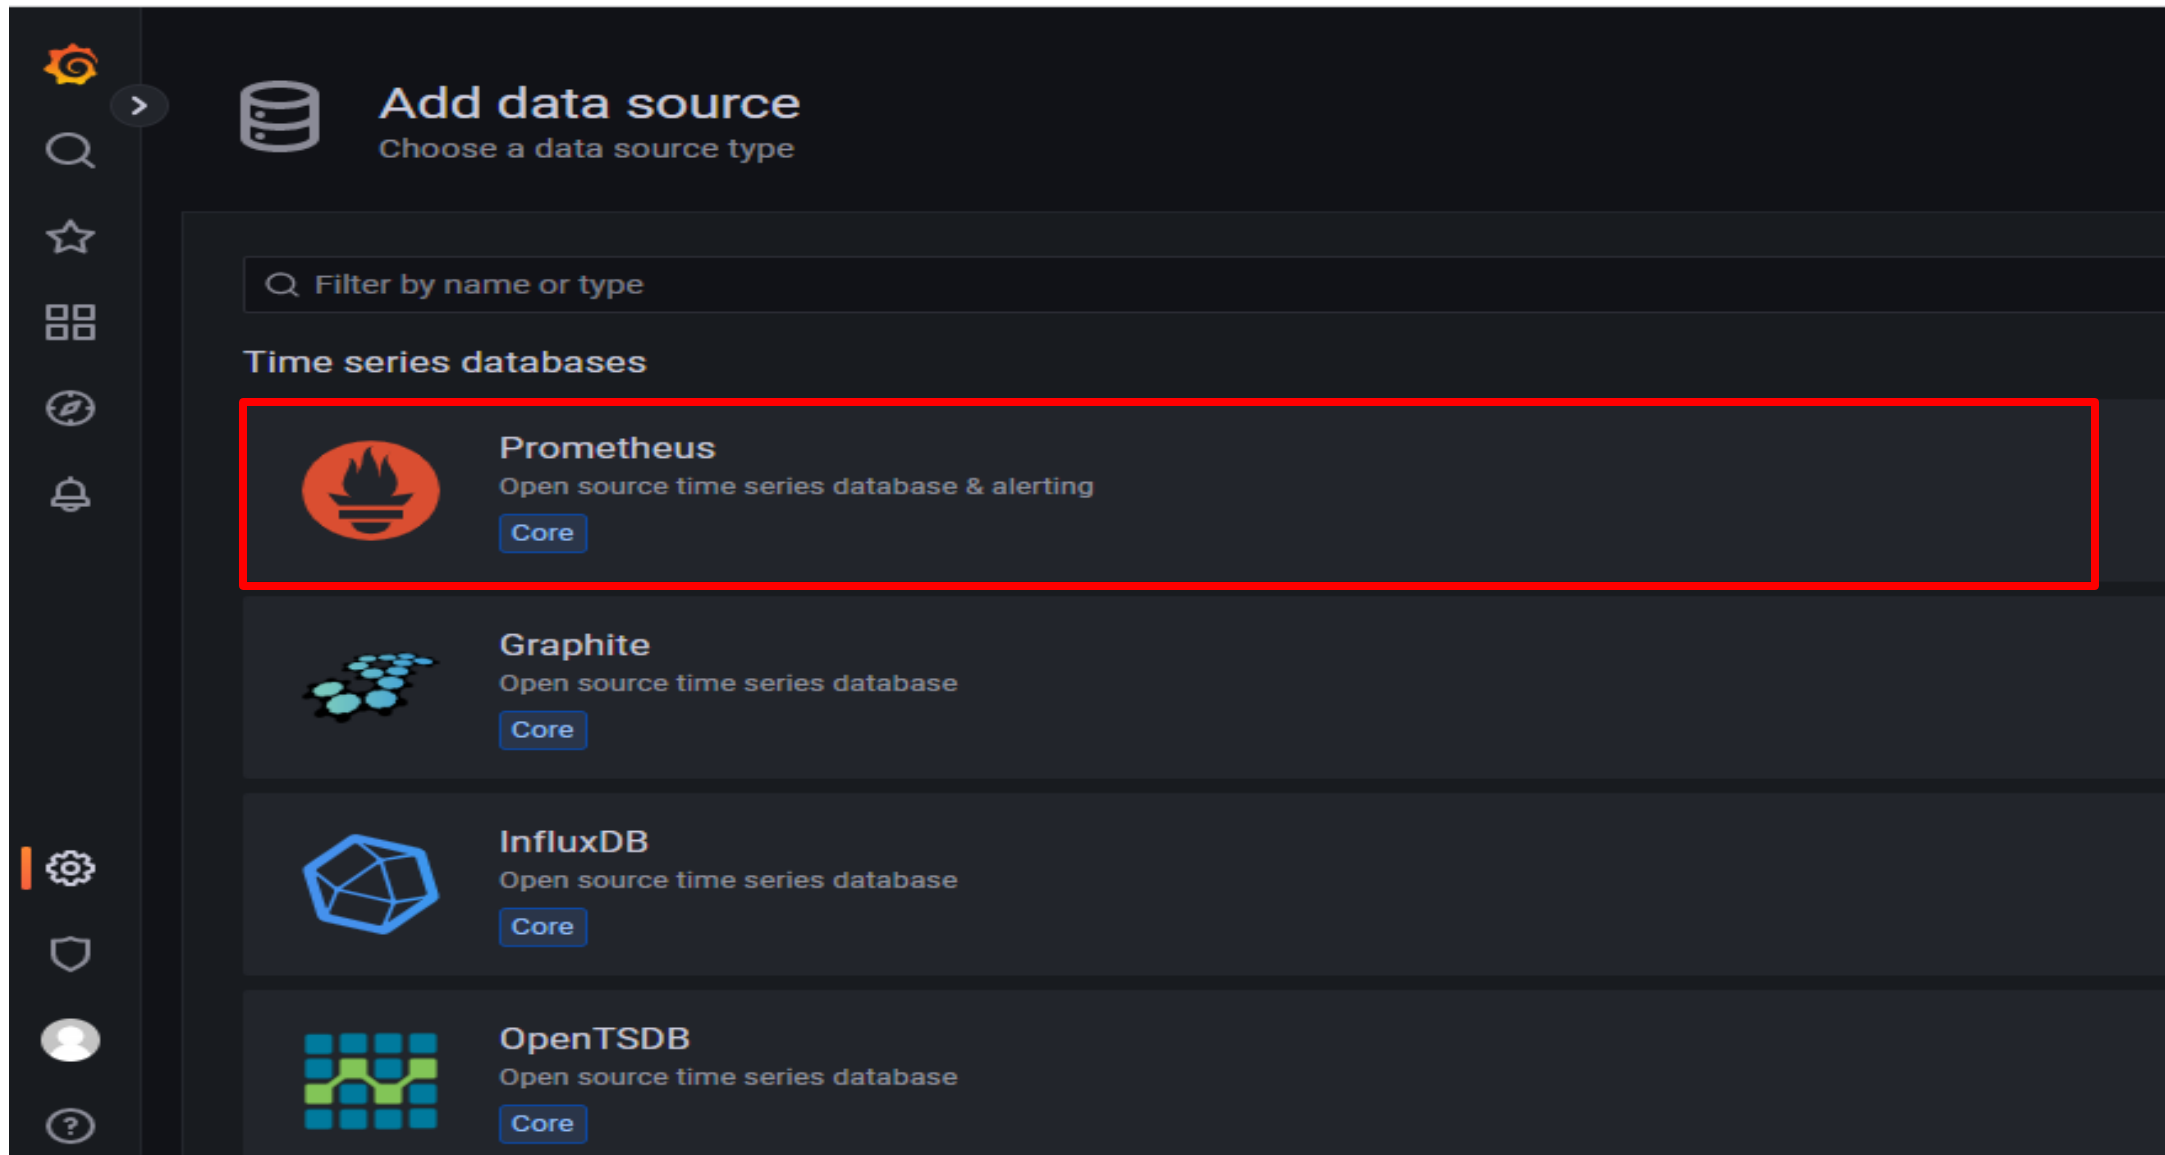 Add data source
Choose a data source type
Filter by name or type
Time series databases
Prometheus
Open source time series database & alerting
Core
Graphite
Open source time series database
Core
InfluxDB
Open source time series database
Core
OpenTSDB
Open source time series database
Core